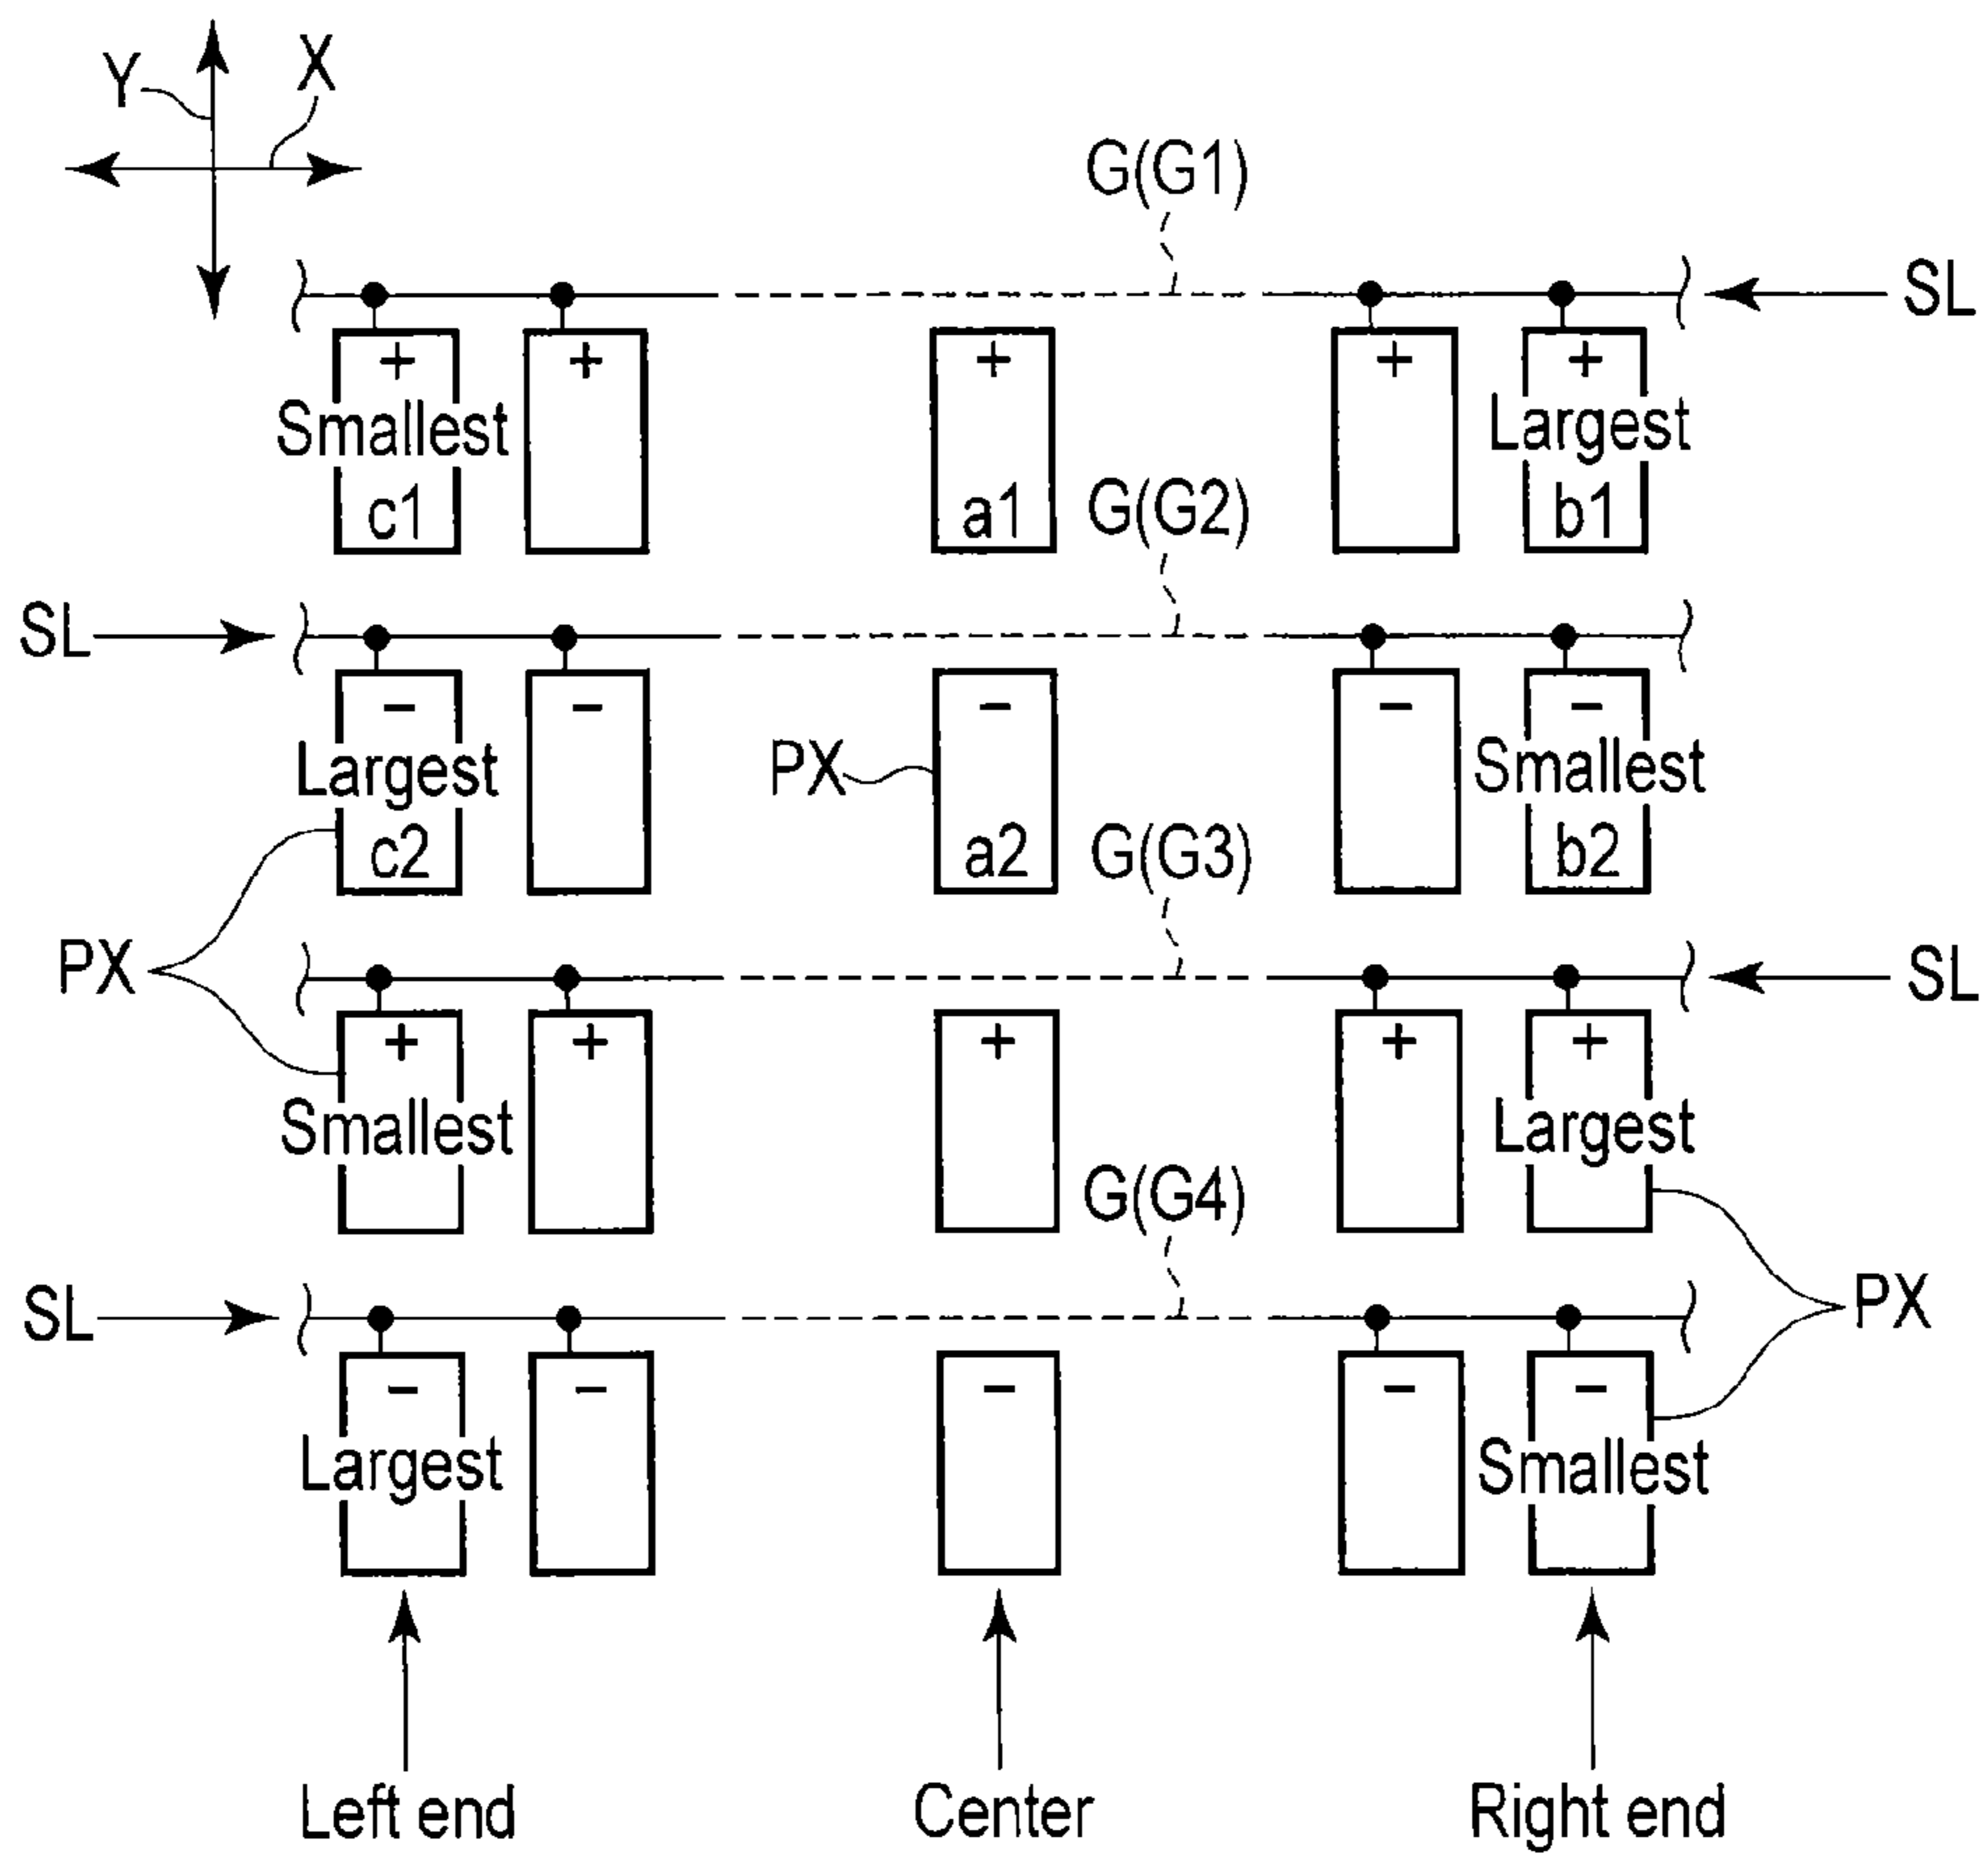 Y
X
G(G1)
SL
+ + + + +
Smallest
Largest
c1
a1
G(G2)
b1
SL
− − − − −
Largest
PX
Smallest
c2
a2
G(G3)
b2
PX
SL
+ + + + +
Smallest
Largest
G(G4)
SL
PX
− − − − −
Largest
Smallest
Left end
Center
Right end